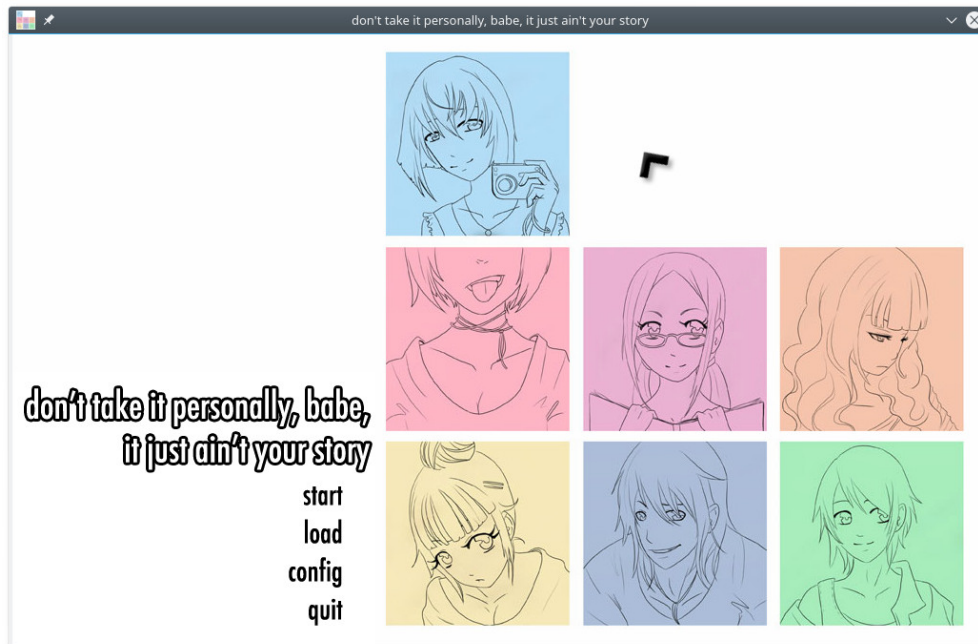 don't take it personally, babe, it just ain't your story
don't take it personally, babe,
it just ain't your story
start
load
config
quit